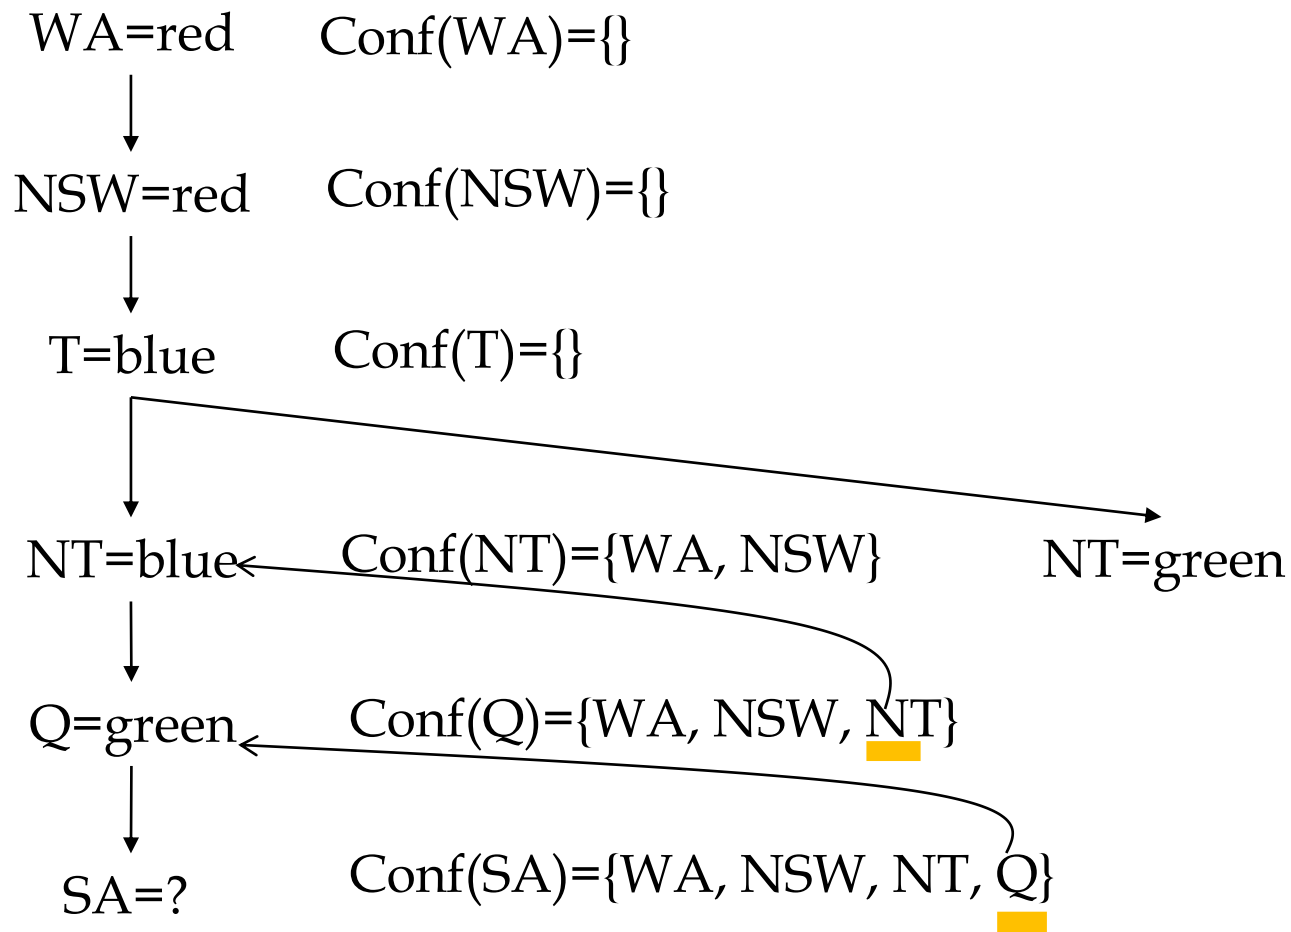 WA=red Conf(WA)={}
NSW=red Conf(NSW)={}
T=blue Conf(T)={}
NT=blue Conf(NT)={WA, NSW} NT=green
Q=green Conf(Q)={WA, NSW, NT}
SA=? Conf(SA)={WA, NSW, NT, Q}